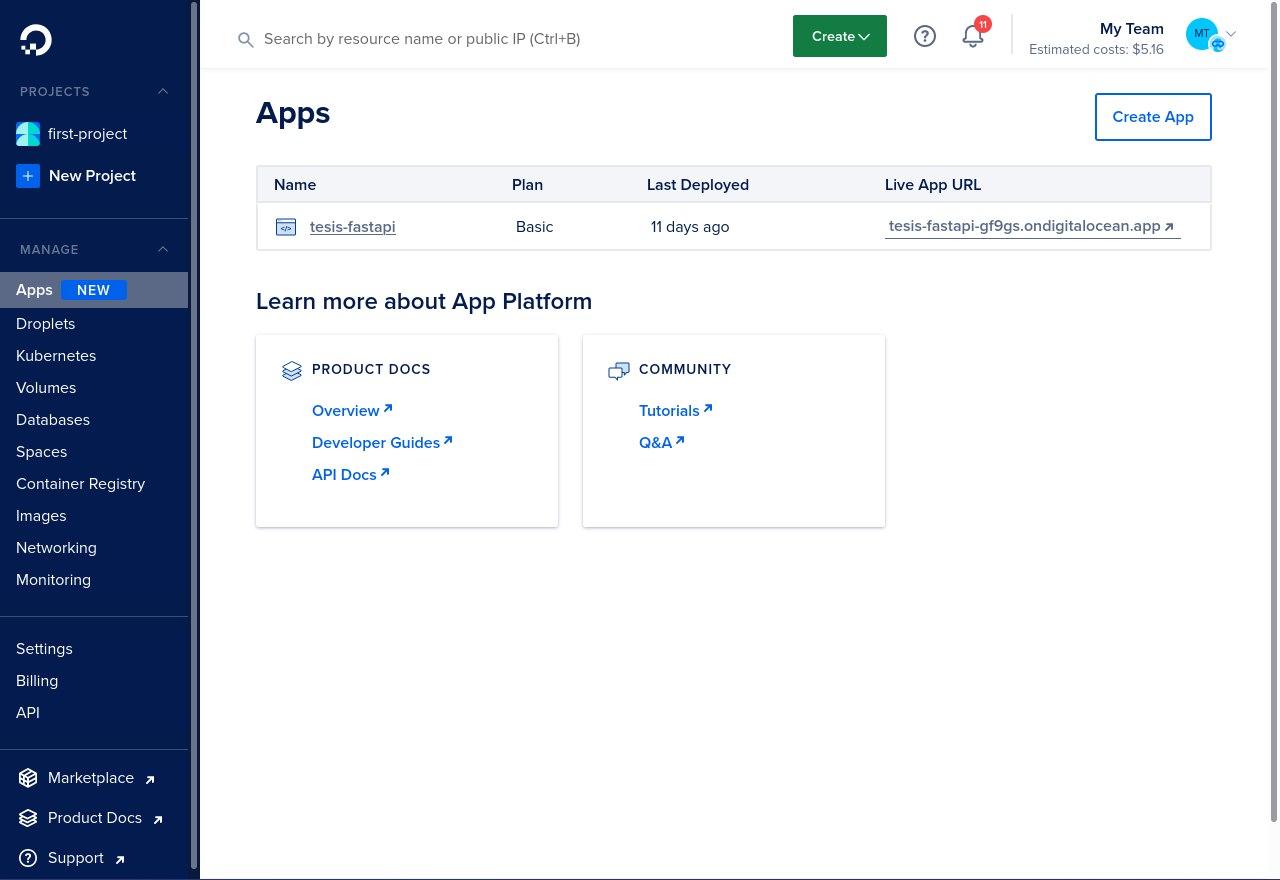 Search by resource name or public IP (Ctrl+B)
Create
11
My Team
Estimated costs: $5.16
MT
PROJECTS
first-project
New Project
MANAGE
Apps NEW
Droplets
Kubernetes
Volumes
Databases
Spaces
Container Registry
Images
Networking
Monitoring
Settings
Billing
API
Marketplace
Product Docs
Support
Apps
Create App
Name Plan Last Deployed Live App URL
tesis-fastapi Basic 11 days ago tesis-fastapi-gf9gs.ondigitalocean.app
Learn more about App Platform
PRODUCT DOCS
Overview
Developer Guides
API Docs
COMMUNITY
Tutorials
Q&A